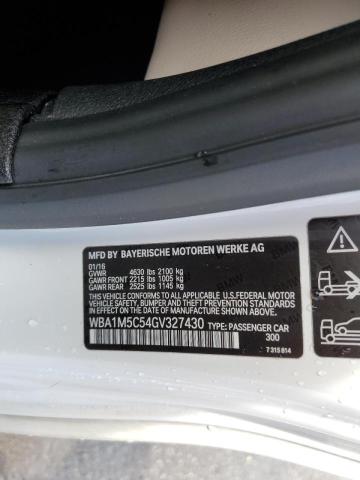 MFD BY BAYERISCHE MOTOREN WERKE AG
01/16
GVWR 4630 lbs 2100 kg
GAWR FRONT 2215 lbs 1005 kg
GAWR REAR 2525 lbs 1145 kg
THIS VEHICLE CONFORMS TO ALL APPLICABLE U.S.FEDERAL MOTOR
VEHICLE SAFETY, BUMPER AND THEFT PREVENTION STANDARDS IN
EFFECT ON THE DATE OF MANUFACTURE SHOWN ABOVE.
WBA1M5C54GV327430 TYPE: PASSENGER CAR
300
7 315 814